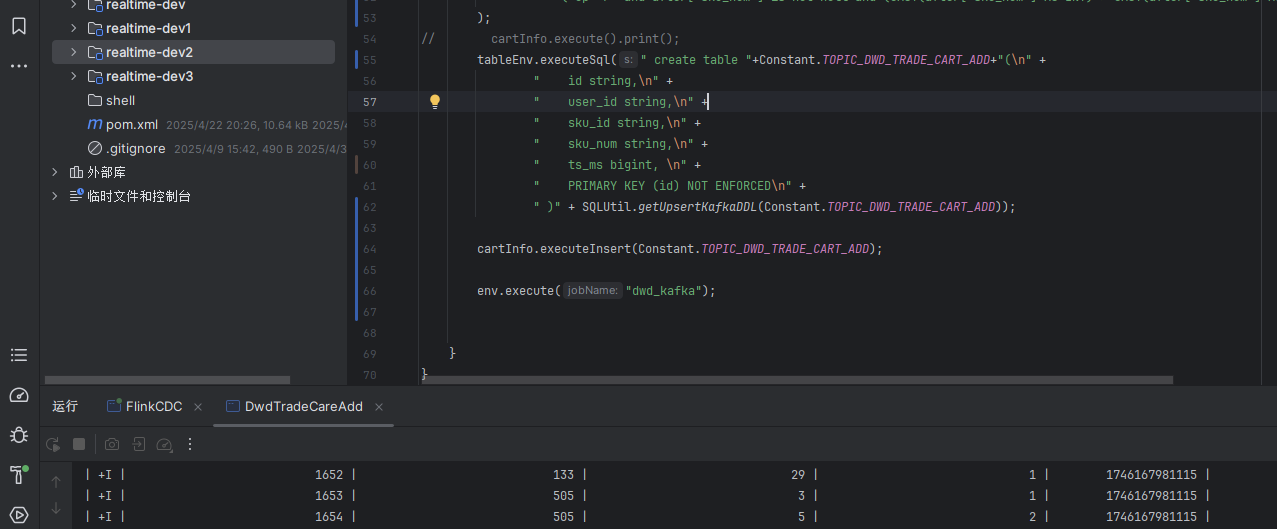 realtime-dev
realtime-dev1
realtime-dev2
realtime-dev3
shell
pom.xml 2025/4/22 20:26, 10.64 kB 2025/4
.gitignore 2025/4/9 15:42, 490 B 2025/4/3
外部库
临时文件和控制台
53 );
54 // cartInfo.execute().print();
55 tableEnv.executeSql( s: " create table "+Constant.TOPIC_DWD_TRADE_CART_ADD+"(\n" +
56 " id string,\n" +
57 " user_id string,\n" +
58 " sku_id string,\n" +
59 " sku_num string,\n" +
60 " ts_ms bigint, \n" +
61 " PRIMARY KEY (id) NOT ENFORCED\n" +
62 " )" + SQLUtil.getUpsertKafkaDDL(Constant.TOPIC_DWD_TRADE_CART_ADD));
63
64 cartInfo.executeInsert(Constant.TOPIC_DWD_TRADE_CART_ADD);
65
66 env.execute( jobName: "dwd_kafka");
67
68
69 }
70 }
运行 FlinkCDC × DwdTradeCareAdd ×
| +I | 1652 | 133 | 29 | 1 | 1746167981115 |
| +I | 1653 | 505 | 3 | 1 | 1746167981115 |
| +I | 1654 | 505 | 5 | 2 | 1746167981115 |